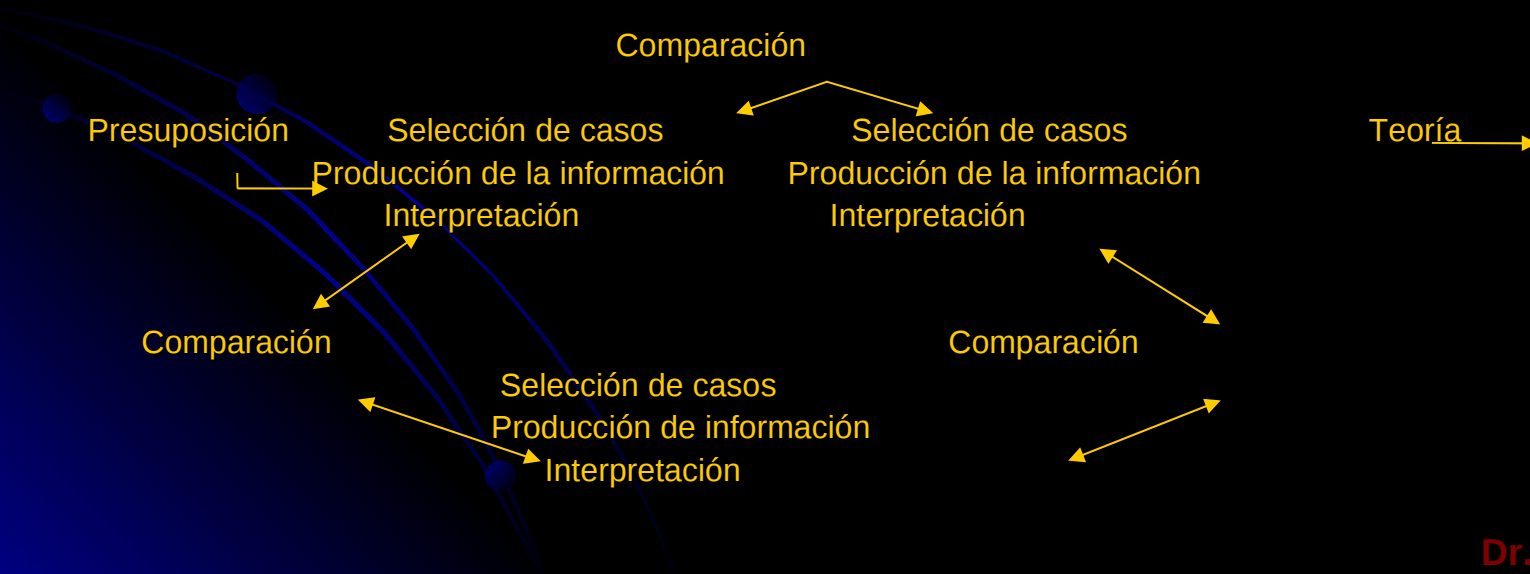 Comparación
Presuposición Selección de casos Selección de casos Teoría
Producción de la información Producción de la información
Interpretación Interpretación
Comparación Comparación
Selección de casos
Producción de información
Interpretación
Dr.